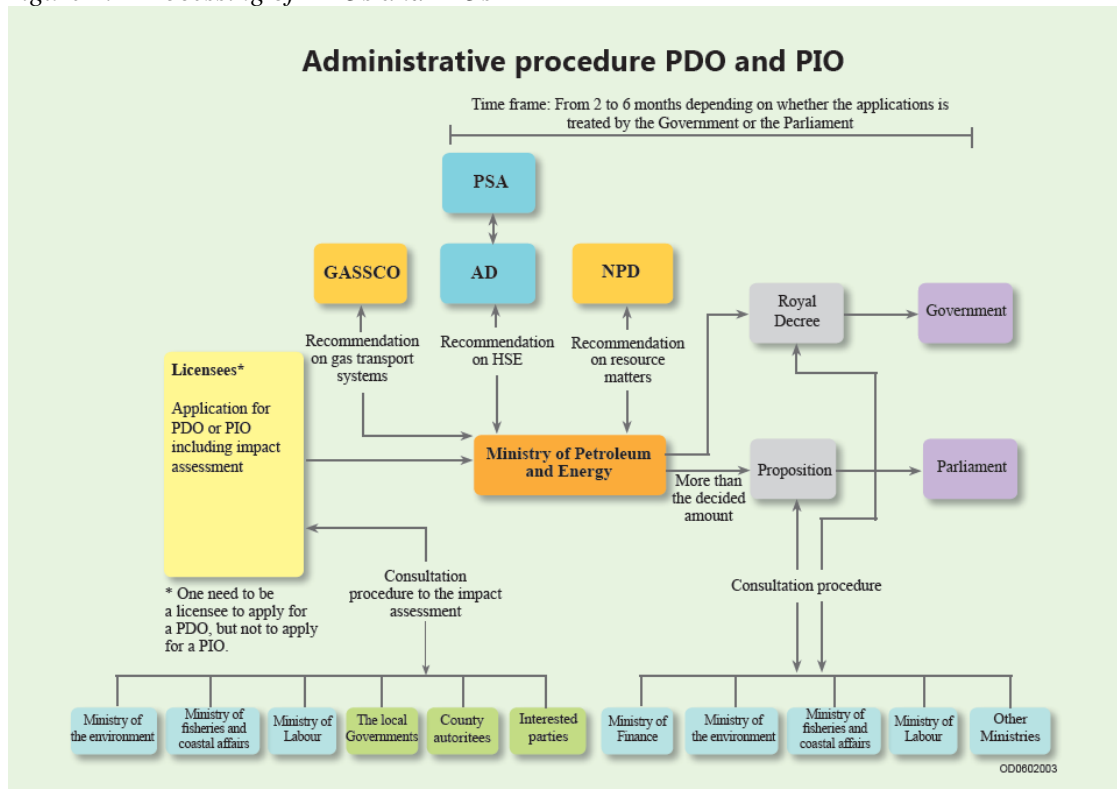 Administrative procedure PDO and PIO
Time frame: From 2 to 6 months depending on whether the applications is
treated by the Government or the Parliament
PSA
GASSCO
AD
NPD
Royal
Decree
Government
Recommendation
on gas transport
systems
Recommendation
on HSE
Recommendation
on resource
matters
Licensees*
Application for
PDO or PIO
including impact
assessment
Ministry of Petroleum
and Energy
More than
the decided
amount
Proposition
Parliament
* One need to be
a licensee to apply for
a PDO, but not to apply
for a PIO.
Consultation
procedure to the impact
assessment
Consultation procedure
Ministry of
the environment
Ministry of
fisheries and
coastal affairs
Ministry of
Labour
The local
Governments
County
autoritees
Interested
parties
Ministry of
Finance
Ministry of
the environment
Ministry of
fisheries and
coastal affairs
Ministry of
Labour
Other
Ministries
OD0602003